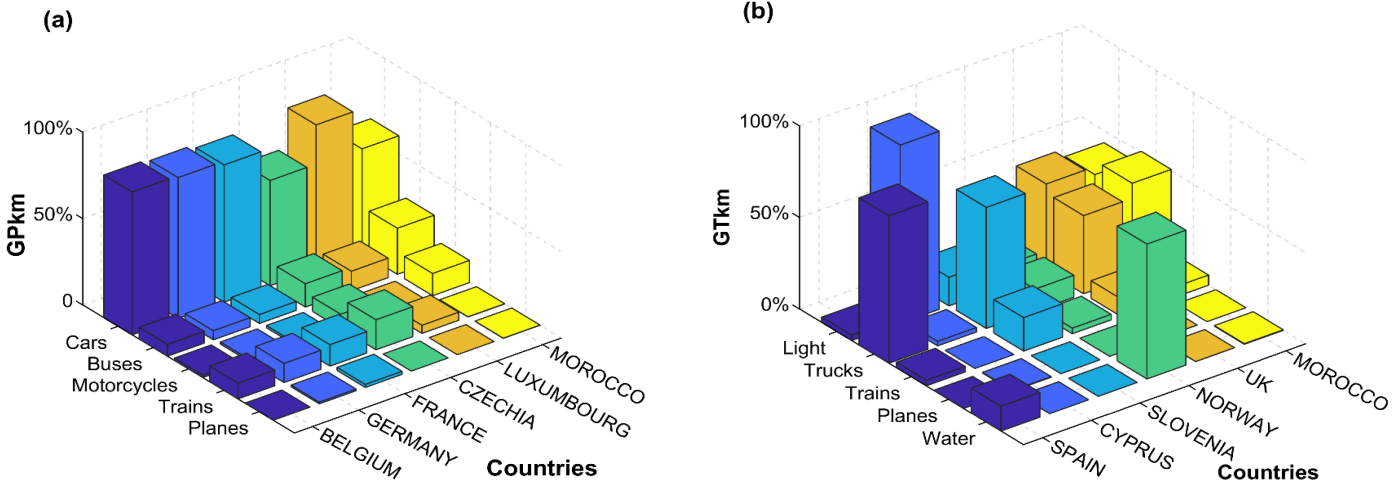 (a)
100%
50%
0
GPkm
Cars
Buses
Motorcycles
Trains
Planes
BELGIUM
GERMANY
FRANCE
CZECHIA
LUXUMBOURG
MOROCCO
Countries
(b)
100%
50%
0%
GTkm
Light
Trucks
Trains
Planes
Water
SPAIN
CYPRUS
SLOVENIA
NORWAY
UK
MOROCCO
Countries